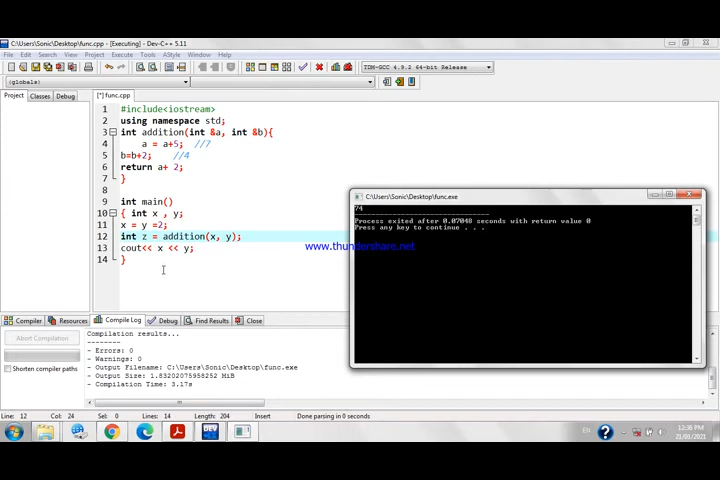 C:\Users\Sonic\Desktop\func.cpp - [Executing] - Dev-C++ 5.11
File Edit Search View Project Execute Tools AStyle Window Help
TDM-GCC 4.9.2 64-bit Release
(globals)
Project Classes Debug
[*] func.cpp
1 #include<iostream>
2 using namespace std;
3 int addition(int &a, int &b){
4 a = a+5; //7
5 b=b+2; //4
6 return a+ 2;
7 }
8
9 int main()
10 { int x , y;
11 x = y =2;
12 int z = addition(x, y);
13 cout<< x << y;
14 }
C:\Users\Sonic\Desktop\func.exe
74
--------------------------------
Process exited after 0.07048 seconds with return value 0
Press any key to continue . . .
www.thundershare.net
Compiler Resources Compile Log Debug Find Results Close
Abort Compilation
Shorten compiler paths
Compilation results...
--------
- Errors: 0
- Warnings: 0
- Output Filename: C:\Users\Sonic\Desktop\func.exe
- Output Size: 1.83202075958252 MiB
- Compilation Time: 3.17s
Line: 12 Col: 24 Sel: 0 Lines: 14 Length: 204 Insert Done parsing in 0 seconds
DEV
EN
12:36 PM
21/01/2021